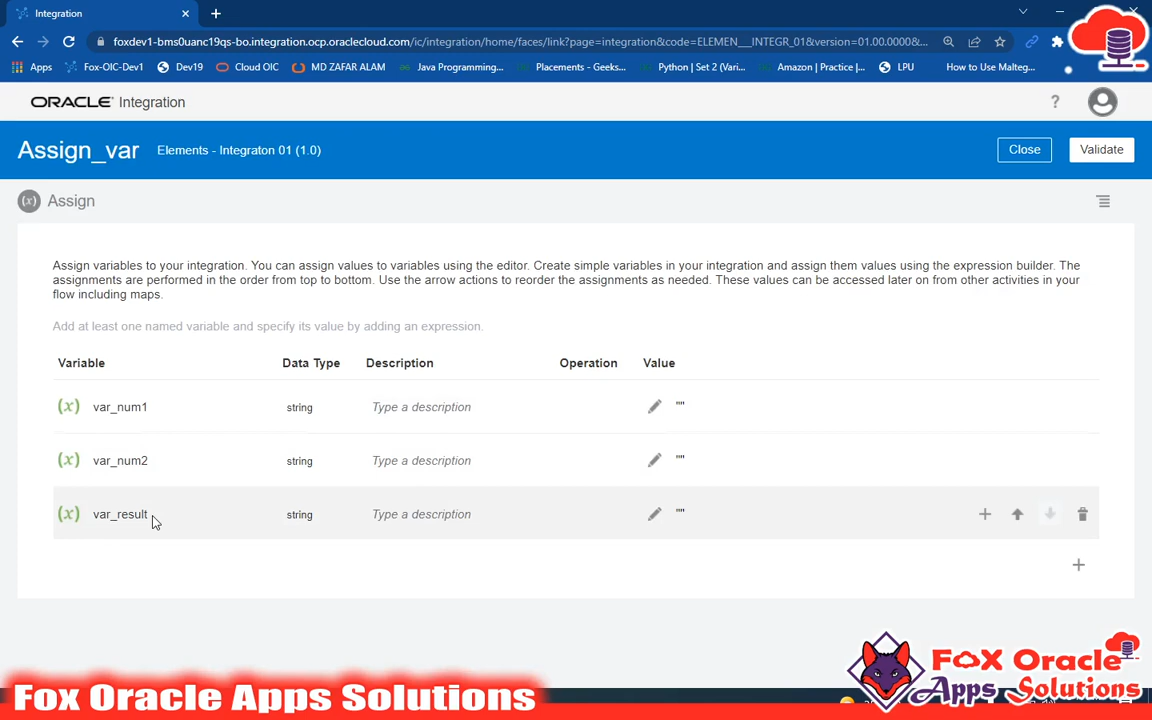 Integration
foxdev1-bms0uanc19qs-bo.integration.ocp.oraclecloud.com/ic/integration/home/faces/link?page=integration&code=ELEMEN___INTEGR_01&version=01.00.0000&...
Apps Fox-OIC-Dev1 Dev19 Cloud OIC MD ZAFAR ALAM Java Programming... Placements - Geeks... Python | Set 2 (Vari... Amazon | Practice |... LPU How to Use Malteg...
ORACLE Integration ?
Assign_var Elements - Integraton 01 (1.0) Close Validate
(x) Assign
Assign variables to your integration. You can assign values to variables using the editor. Create simple variables in your integration and assign them values using the expression builder. The
assignments are performed in the order from top to bottom. Use the arrow actions to reorder the assignments as needed. These values can be accessed later on from other activities in your
flow including maps.
Add at least one named variable and specify its value by adding an expression.
Variable Data Type Description Operation Value
(x) var_num1 string Type a description ""
(x) var_num2 string Type a description ""
(x) var_result string Type a description ""
Fox Oracle Apps Solutions
FOX Oracle
Apps Solutions